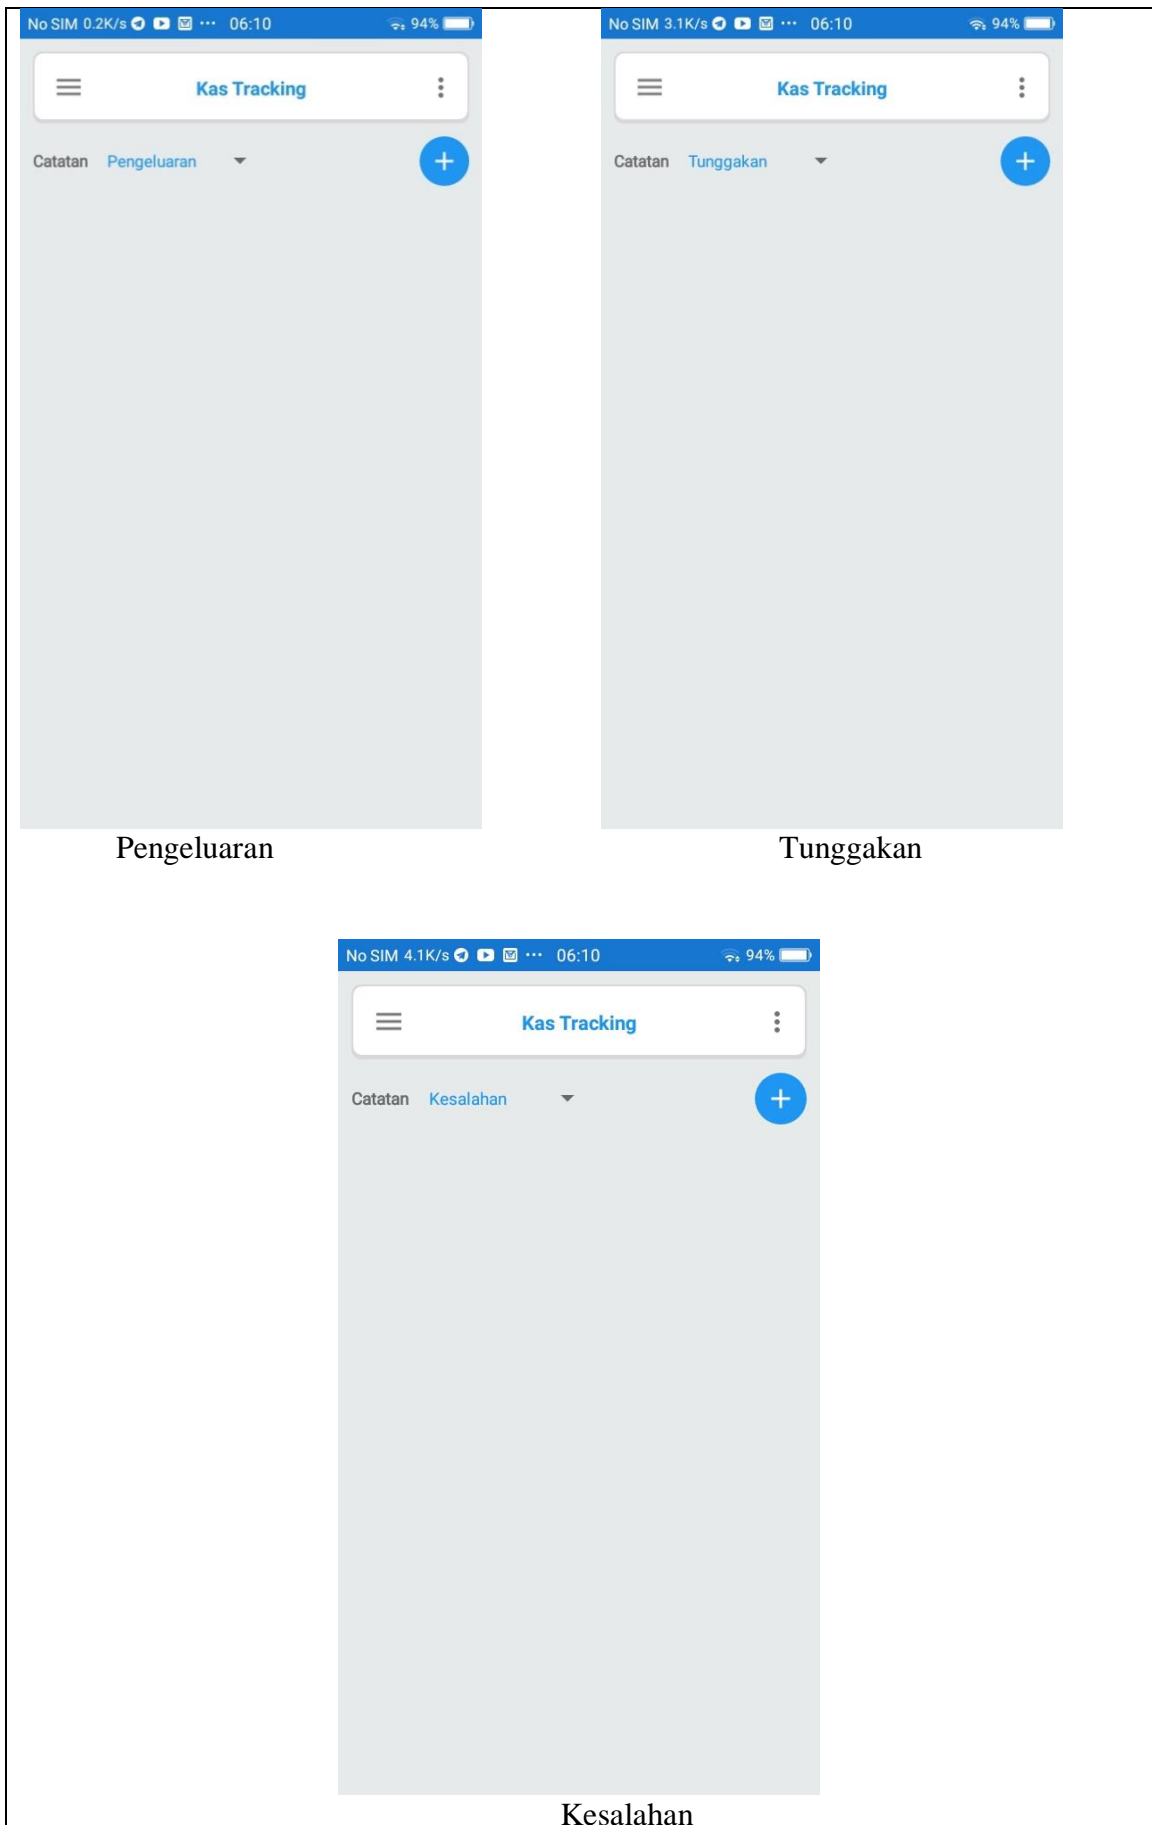 No SIM 0.2K/s ··· 06:10 94%
Kas Tracking
Catatan Pengeluaran
Pengeluaran
No SIM 3.1K/s ··· 06:10 94%
Kas Tracking
Catatan Tunggakan
Tunggakan
No SIM 4.1K/s ··· 06:10 94%
Kas Tracking
Catatan Kesalahan
Kesalahan